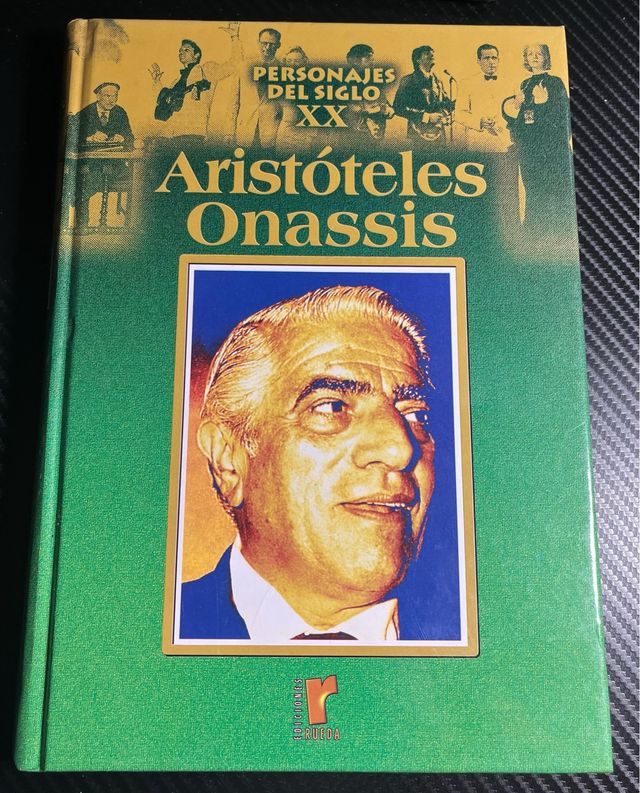 PERSONAJES
DEL SIGLO
XX
Aristóteles
Onassis
EDICIONES
RUEDA